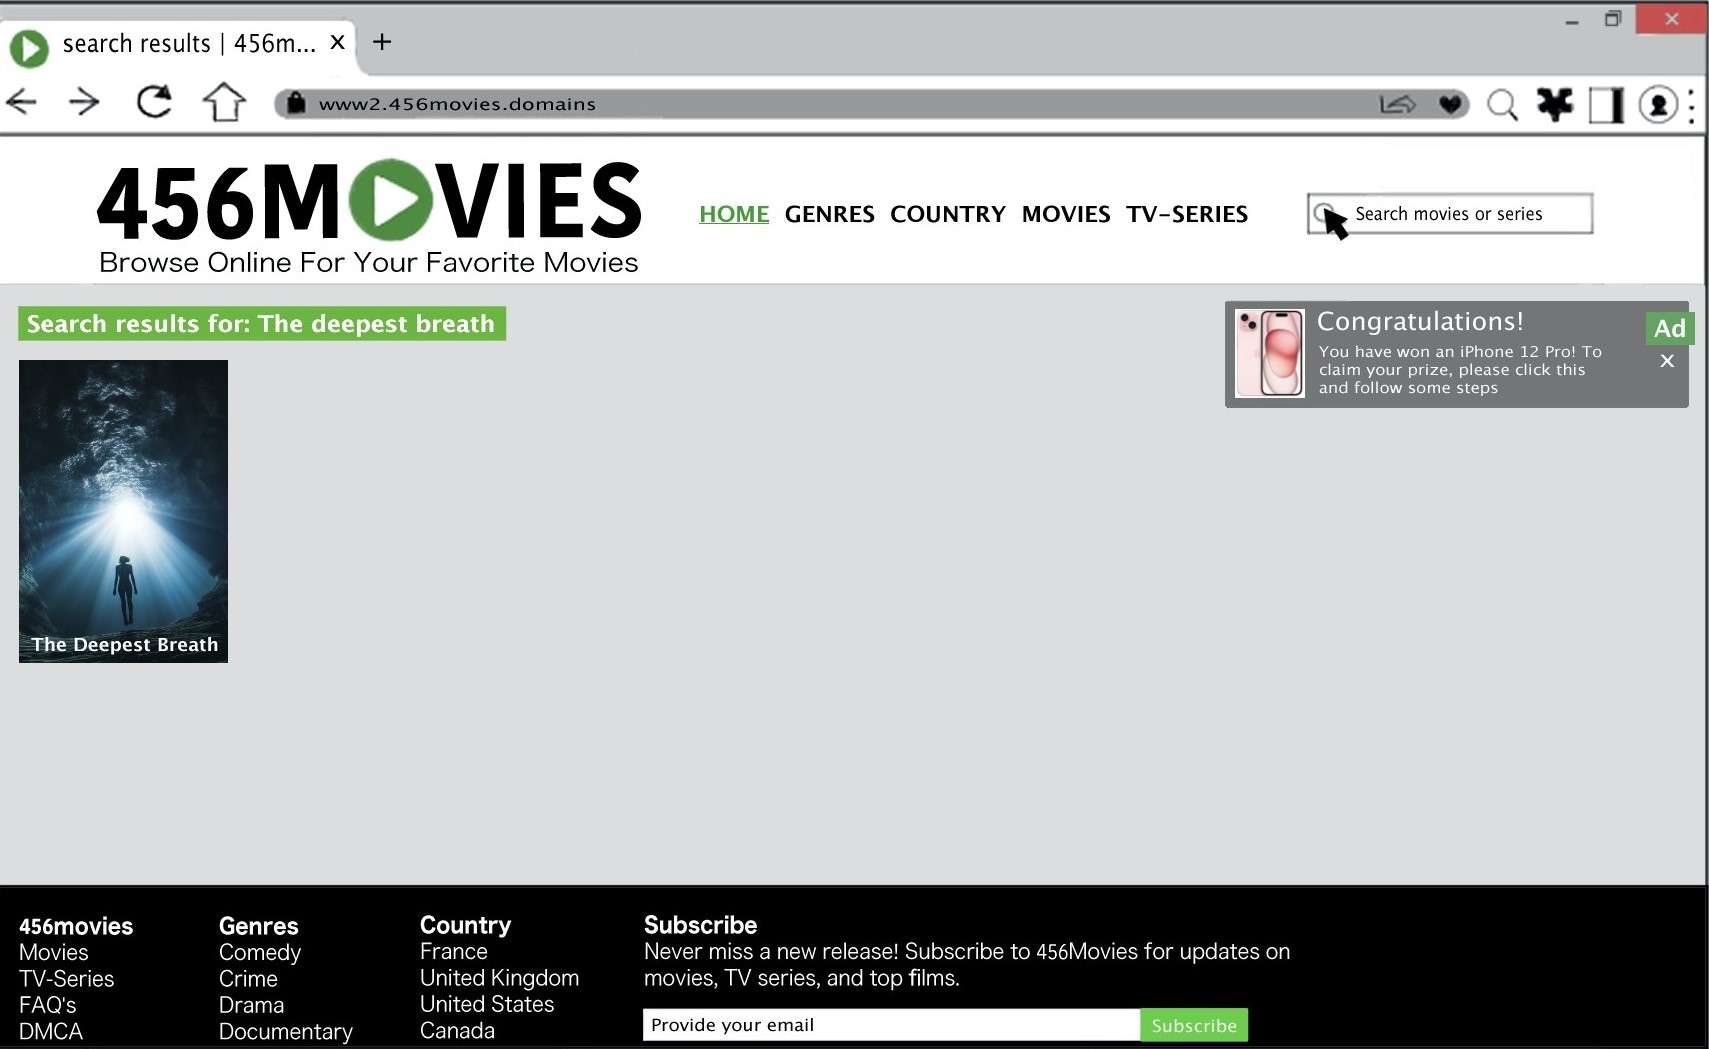 search results | 456m... x +
www2.456movies.domains
456MOVIES
Browse Online For Your Favorite Movies
HOME GENRES COUNTRY MOVIES TV-SERIES
Search movies or series
Search results for: The deepest breath
Congratulations!
Ad
You have won an iPhone 12 Pro! To
claim your prize, please click this
and follow some steps
x
The Deepest Breath
456movies
Movies
TV-Series
FAQ's
DMCA
Genres
Comedy
Crime
Drama
Documentary
Country
France
United Kingdom
United States
Canada
Subscribe
Never miss a new release! Subscribe to 456Movies for updates on
movies, TV series, and top films.
Provide your email
Subscribe